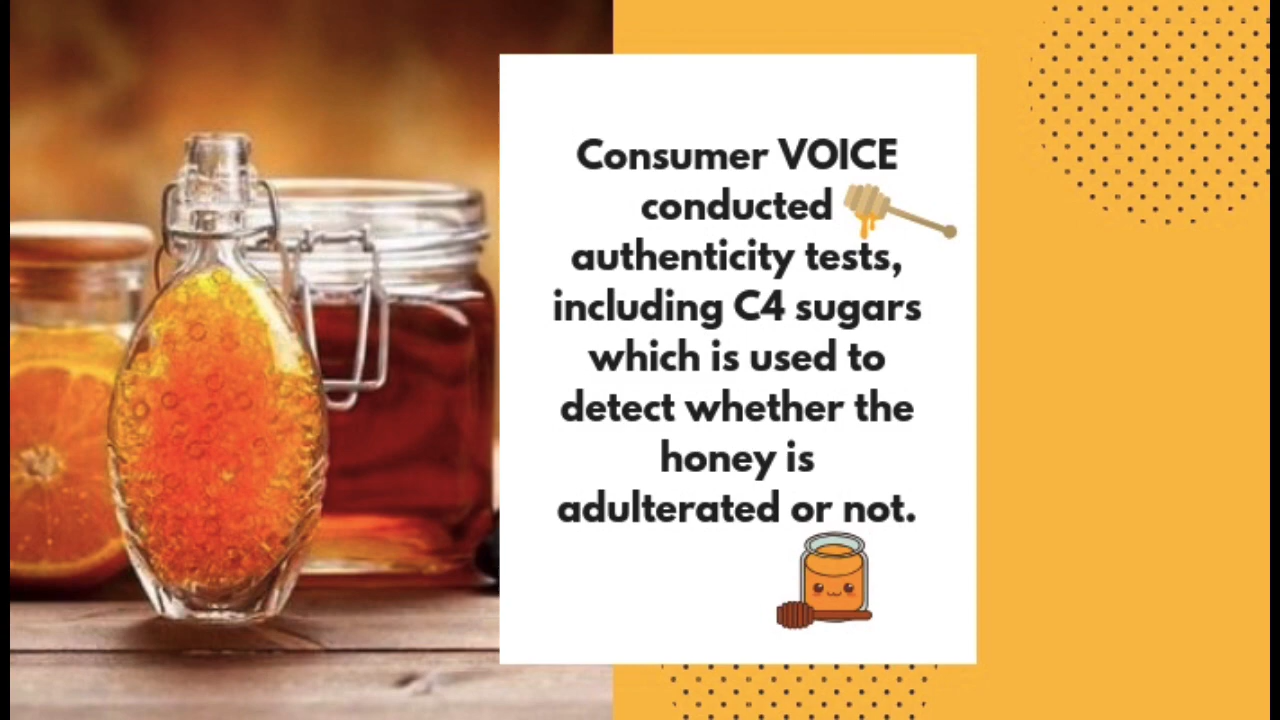 Consumer VOICE
conducted
authenticity tests,
including C4 sugars
which is used to
detect whether the
honey is
adulterated or not.